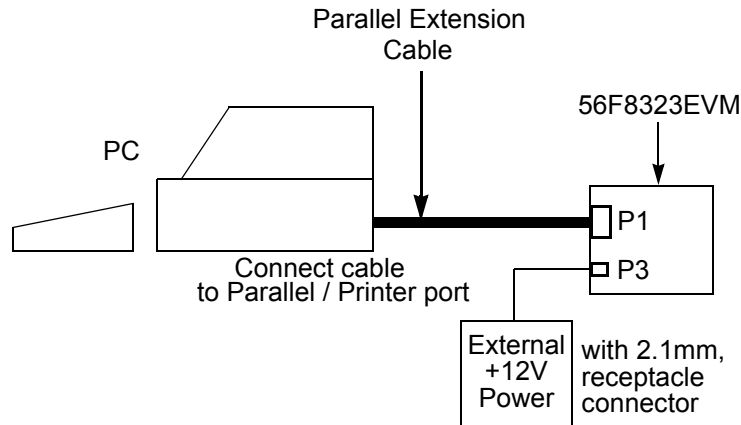 Parallel Extension
Cable
56F8323EVM
PC
P1
Connect cable
to Parallel / Printer port
P3
External
+12V
Power
with 2.1mm,
receptacle
connector